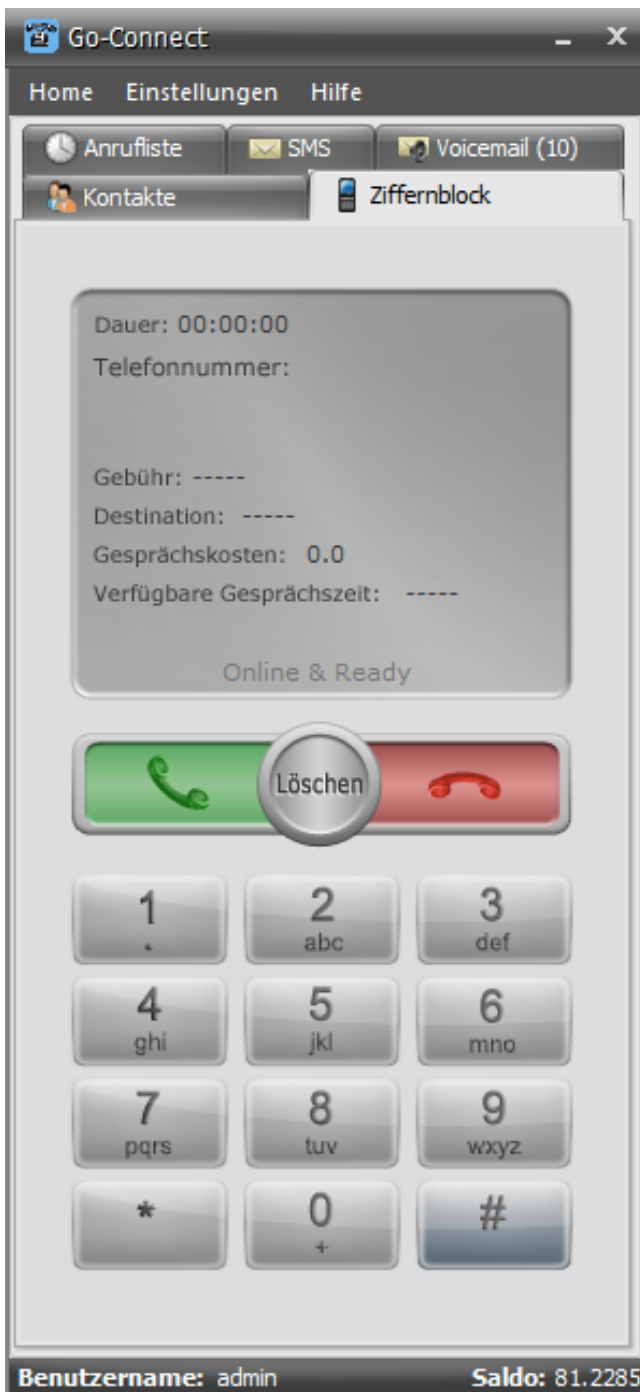 Go-Connect
Home Einstellungen Hilfe
Anrufliste SMS Voicemail (10)
Kontakte Ziffernblock
Dauer: 00:00:00
Telefonnummer:
Gebühr: -----
Destination: -----
Gesprächskosten: 0.0
Verfügbare Gesprächszeit: -----
Online & Ready
Löschen
1 2 3
. abc def
4 5 6
ghi jkl mno
7 8 9
pqrs tuv wxyz
* 0 #
+
Benutzername: admin Saldo: 81.2285